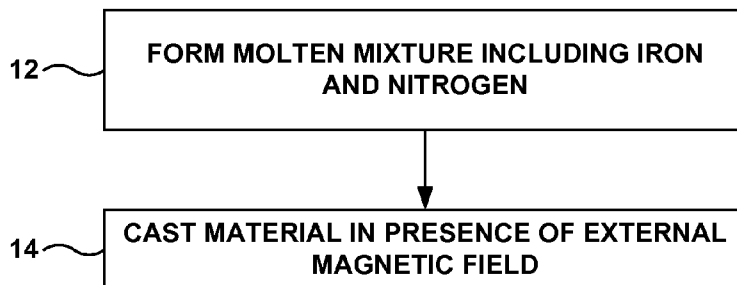 12
FORM MOLTEN MIXTURE INCLUDING IRON
AND NITROGEN
14
CAST MATERIAL IN PRESENCE OF EXTERNAL
MAGNETIC FIELD